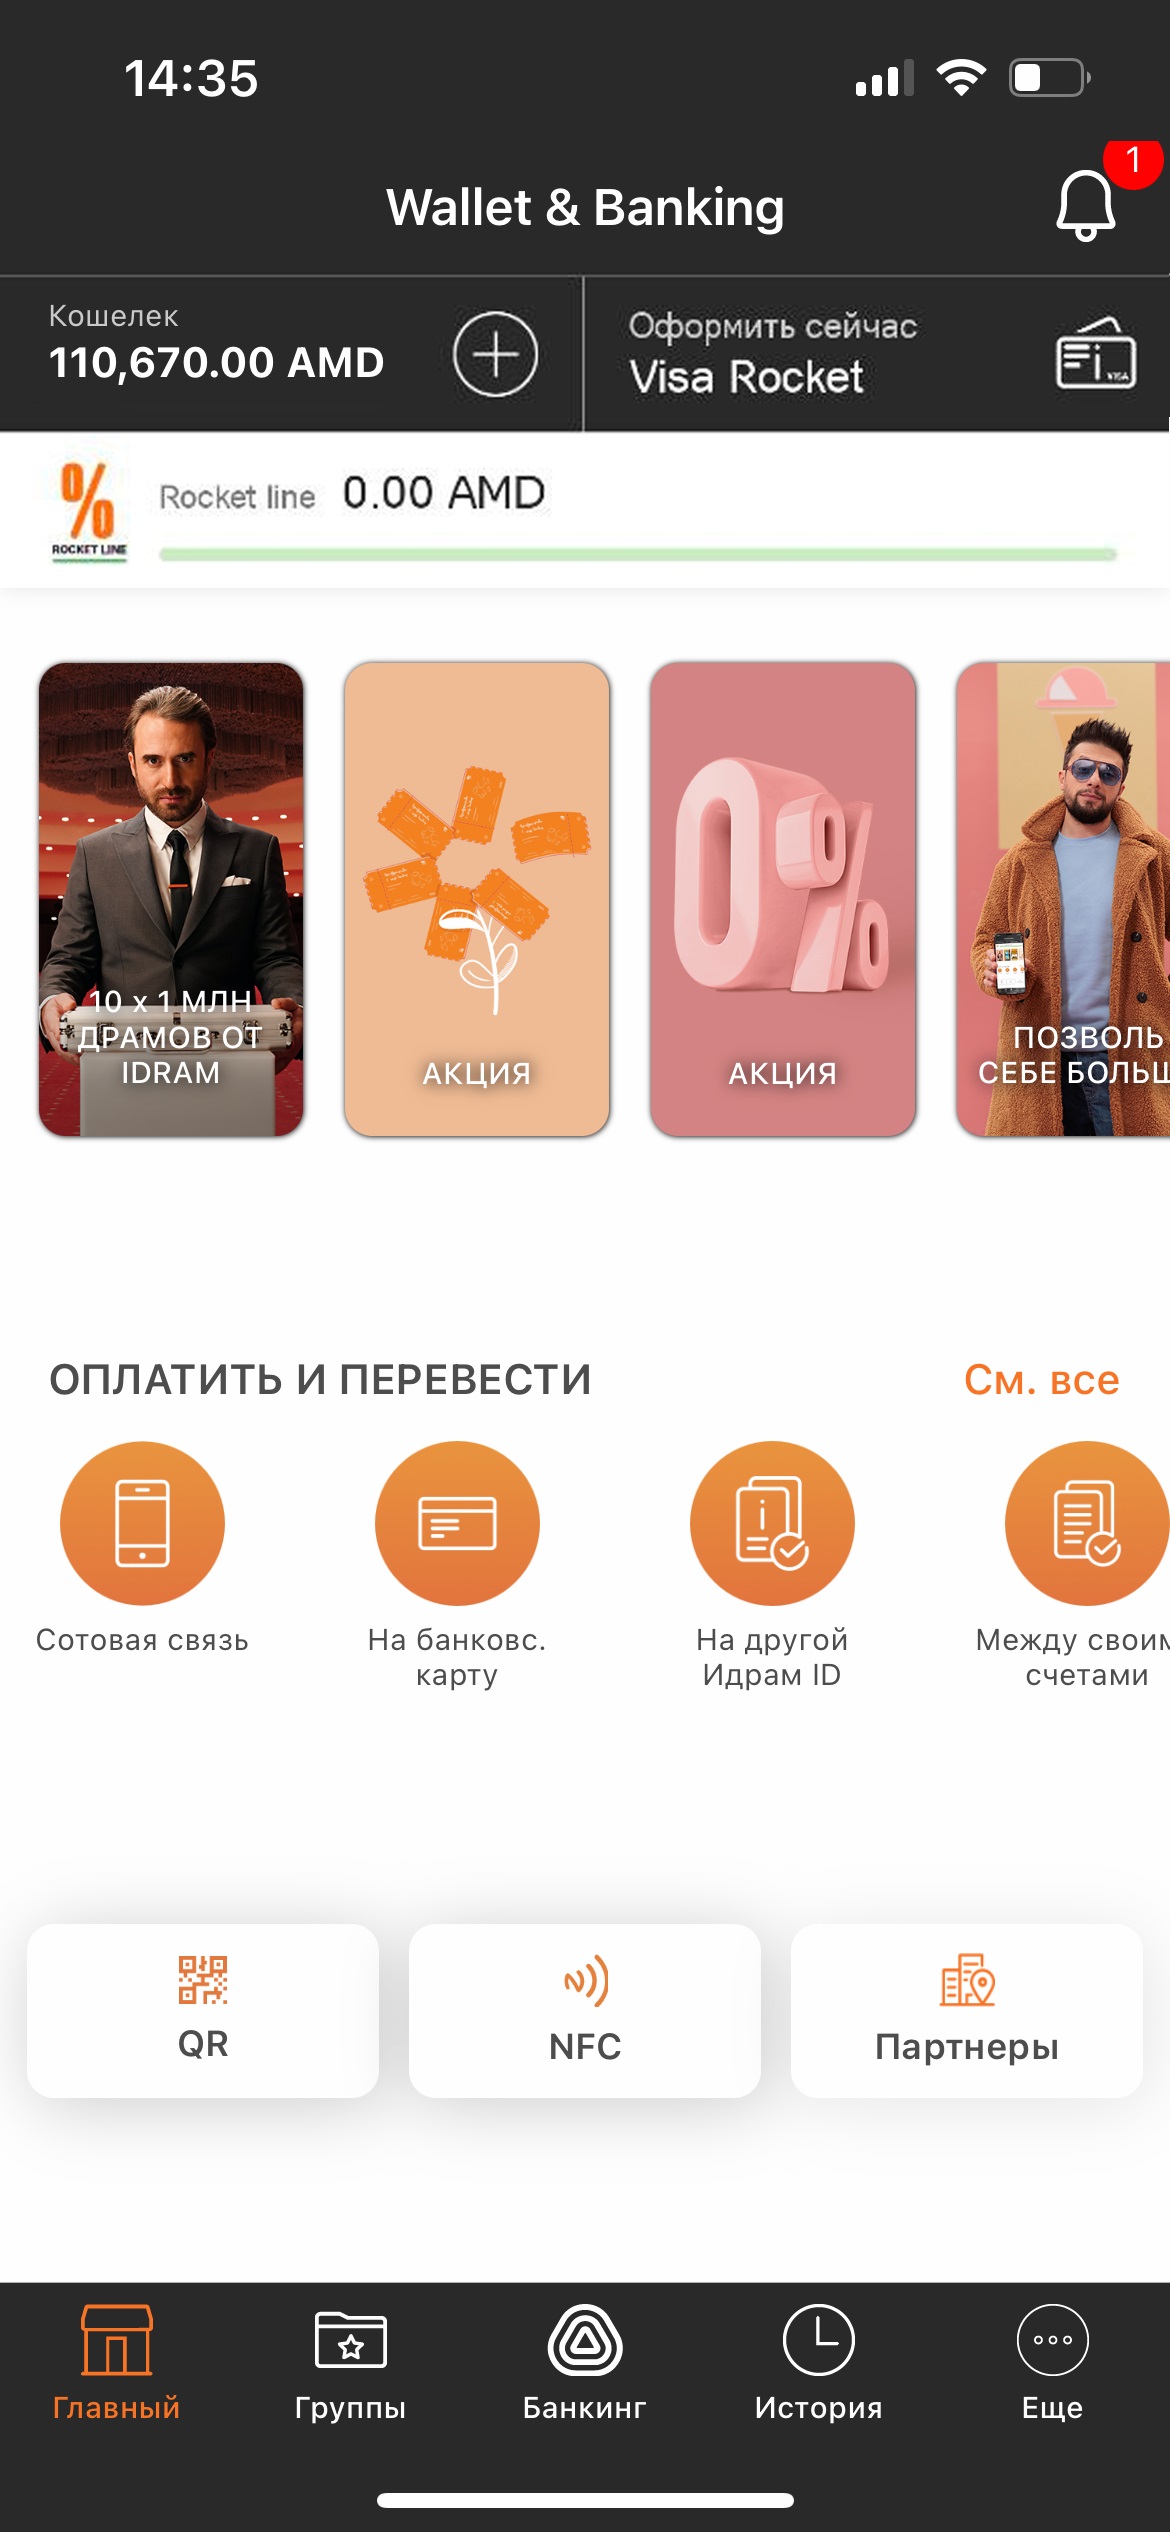 14:35
1
Wallet & Banking
Кошелек
110,670.00 AMD
Оформить сейчас
Visa Rocket
VISA
%
ROCKET LINE
Rocket line 0.00 AMD
0%
10 x 1 МЛН
ДРАМОВ ОТ
IDRAM
АКЦИЯ
АКЦИЯ
ПОЗВОЛЬ
СЕБЕ БОЛЬШ
ОПЛАТИТЬ И ПЕРЕВЕСТИ
См. все
Сотовая связь
На банковс.
карту
На другой
Идрам ID
Между своим
счетами
QR
NFC
Партнеры
Главный
Группы
Банкинг
История
Еще